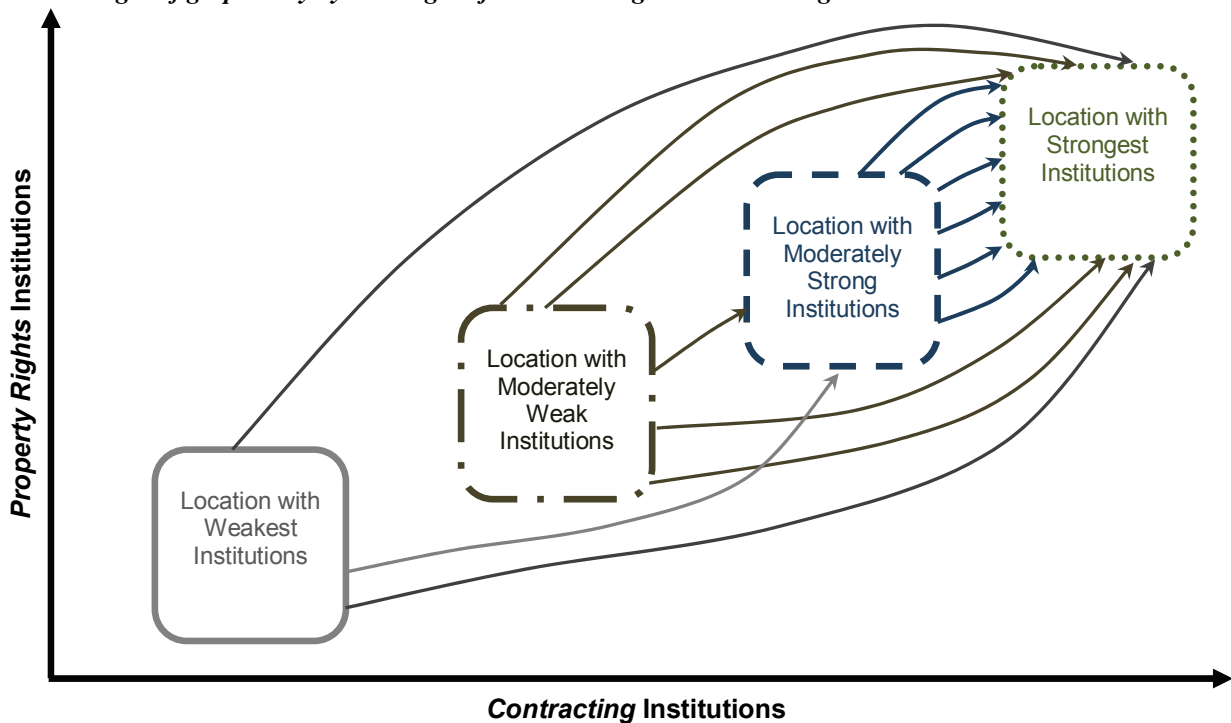 Location with
Strongest
Institutions
Location with
Moderately
Strong
Institutions
Location with
Moderately
Weak
Institutions
Location with
Weakest
Institutions
Property Rights Institutions
Contracting Institutions